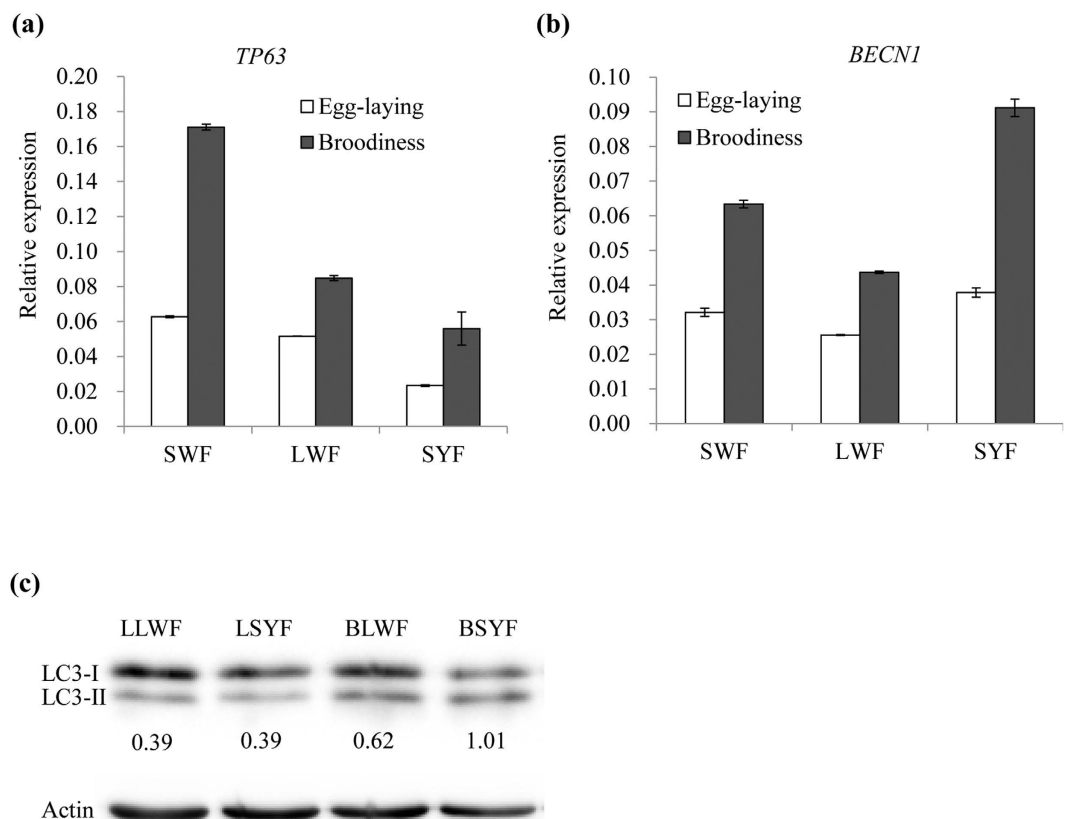 (a)
TP63
0.20
0.18
0.16
0.14
0.12
0.10
0.08
0.06
0.04
0.02
0.00
Relative expression
Egg-laying
Broodiness
SWF LWF SYF
(b)
BECN1
0.10
0.09
0.08
0.07
0.06
0.05
0.04
0.03
0.02
0.01
0.00
Relative expression
Egg-laying
Broodiness
SWF LWF SYF
(c)
LLWF LSYF BLWF BSYF
LC3-I
LC3-II
0.39 0.39 0.62 1.01
Actin